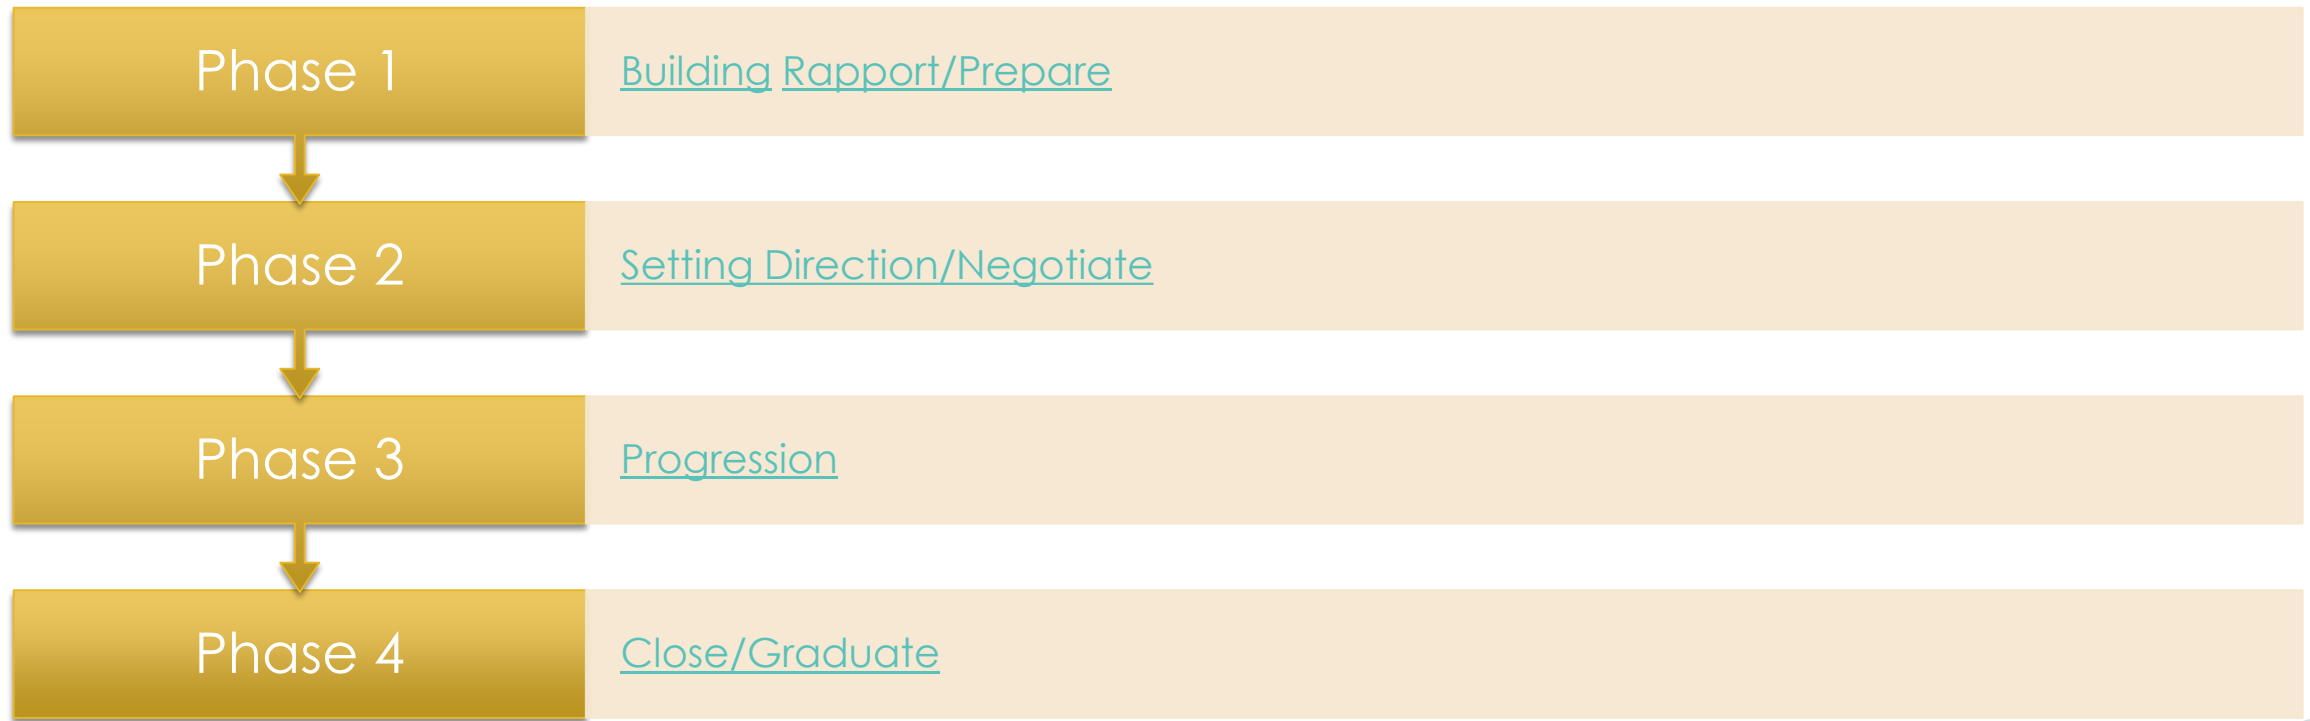 Phase 1
Building Rapport/Prepare
Phase 2
Setting Direction/Negotiate
Phase 3
Progression
Phase 4
Close/Graduate